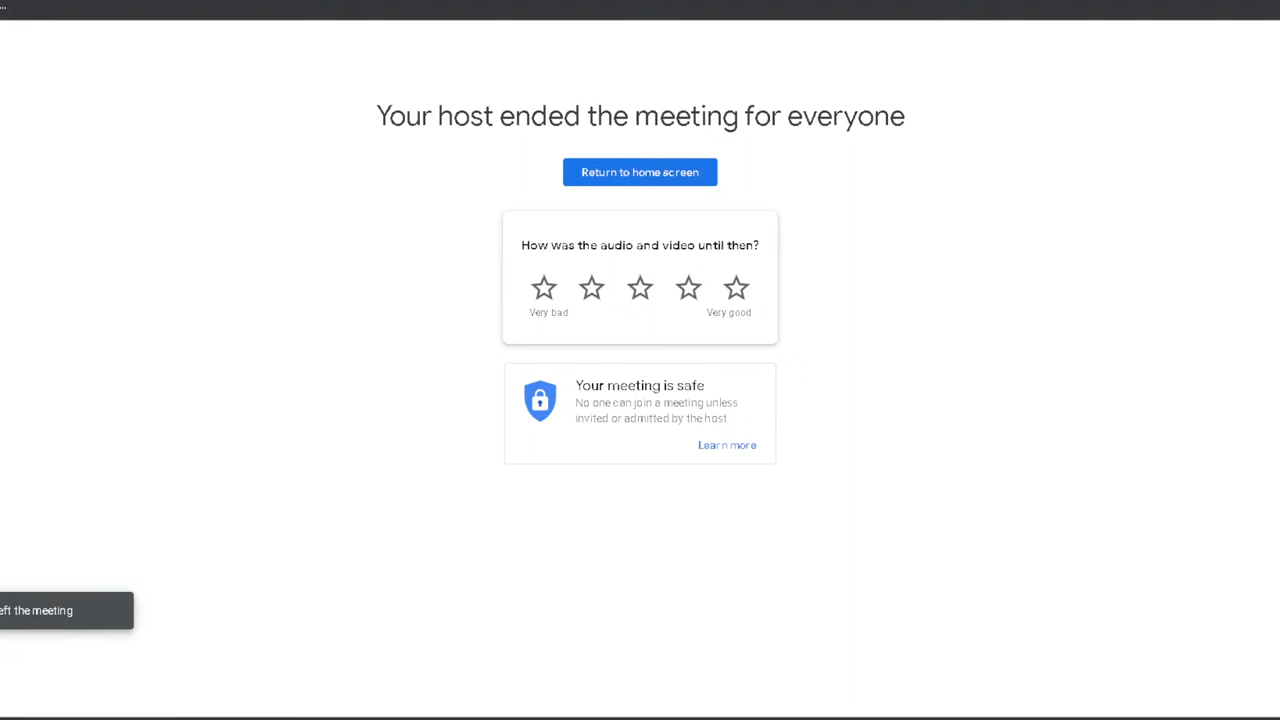 Your host ended the meeting for everyone
Return to home screen
How was the audio and video until then?
Very bad Very good
Your meeting is safe
No one can join a meeting unless
invited or admitted by the host
Learn more
eft the meeting